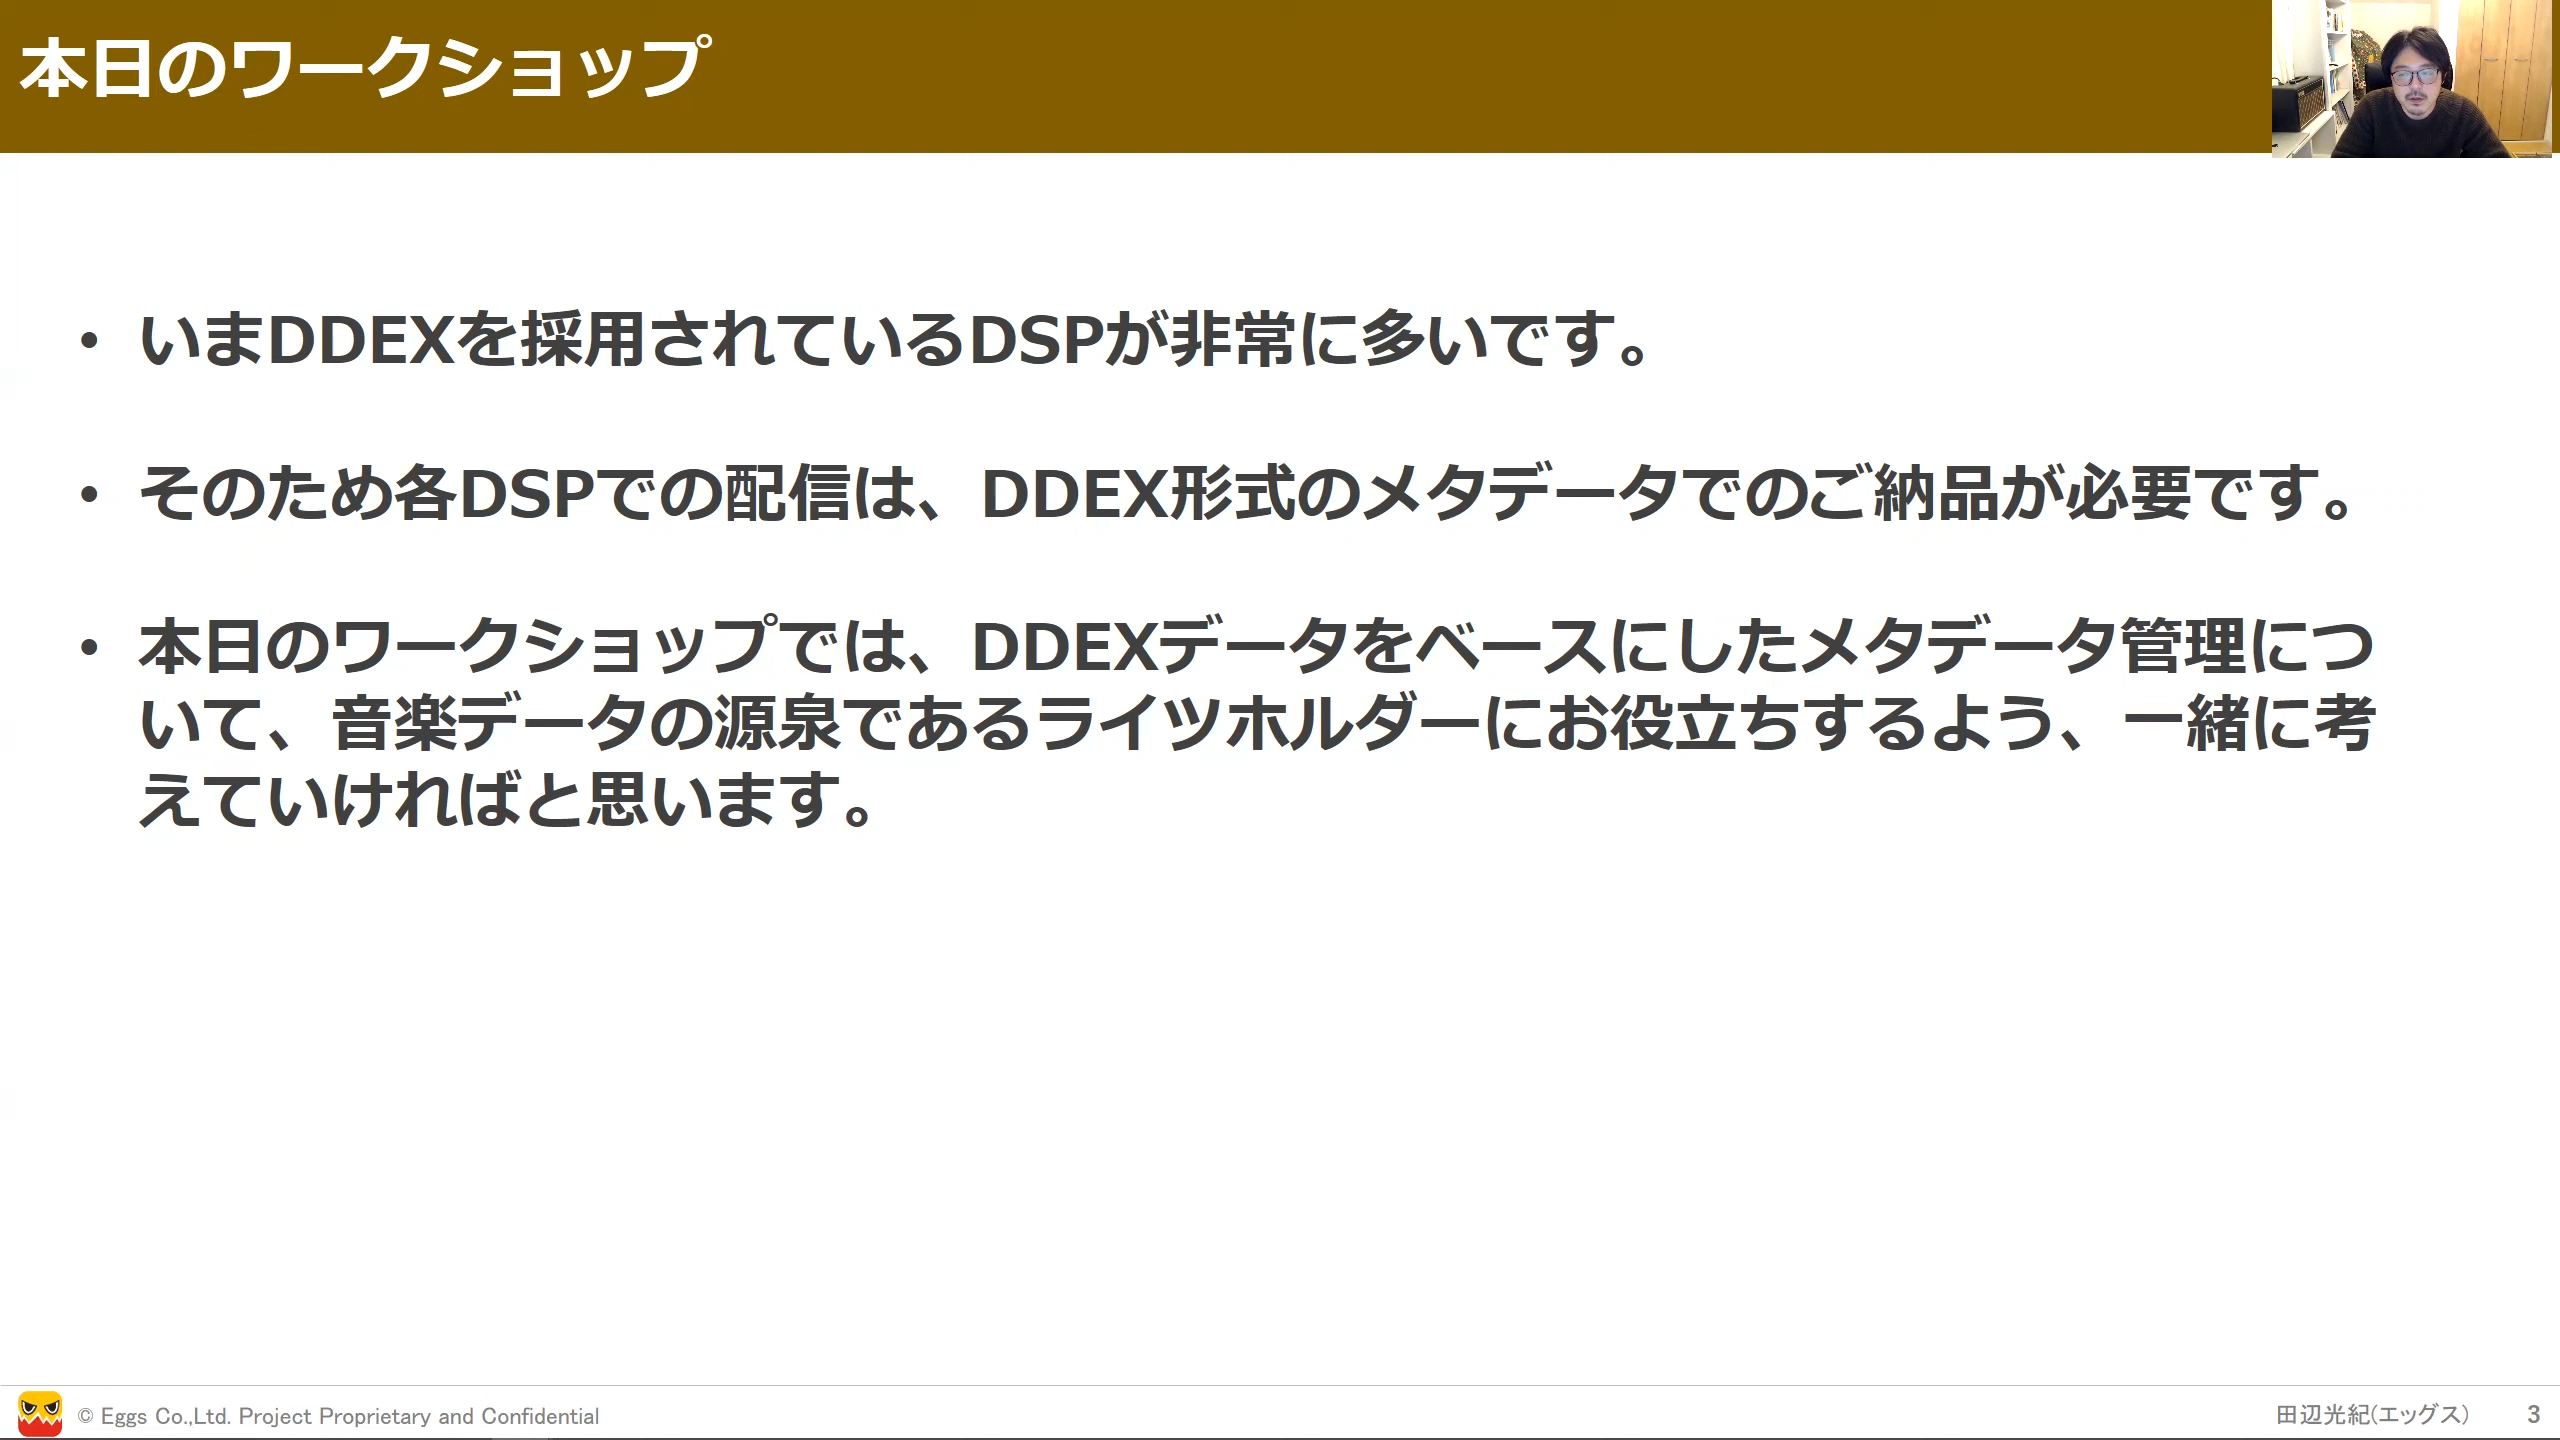 本日のワークショップ
• いまDDEXを採用されているDSPが非常に多いです。
• そのため各DSPでの配信は、DDEX形式のメタデータでのご納品が必要です。
• 本日のワークショップでは、DDEXデータをベースにしたメタデータ管理につ
いて、音楽データの源泉であるライツホルダーにお役立ちするよう、一緒に考
えていければと思います。
© Eggs Co.,Ltd. Project Proprietary and Confidential
田辺光紀(エッグス)
3